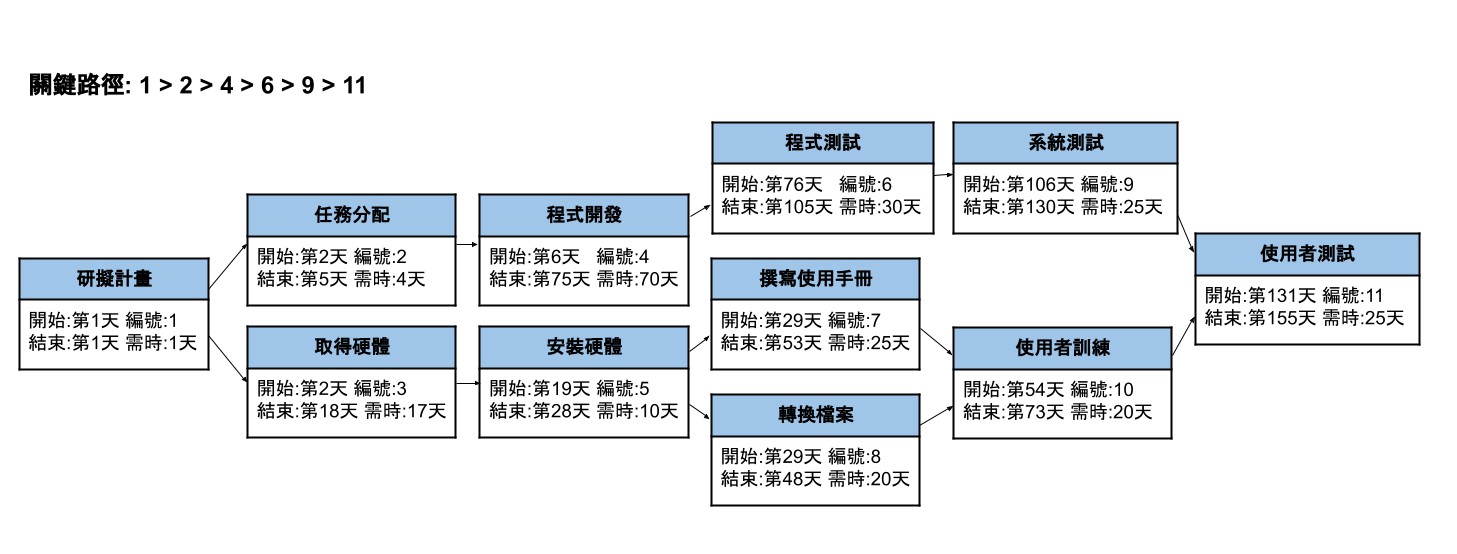 關鍵路徑: 1 > 2 > 4 > 6 > 9 > 11
研擬計畫
開始:第1天 編號:1
結束:第1天 需時:1天
任務分配
開始:第2天 編號:2
結束:第5天 需時:4天
取得硬體
開始:第2天 編號:3
結束:第18天 需時:17天
程式開發
開始:第6天 編號:4
結束:第75天 需時:70天
安裝硬體
開始:第19天 編號:5
結束:第28天 需時:10天
程式測試
開始:第76天 編號:6
結束:第105天 需時:30天
撰寫使用手冊
開始:第29天 編號:7
結束:第53天 需時:25天
轉換檔案
開始:第29天 編號:8
結束:第48天 需時:20天
系統測試
開始:第106天 編號:9
結束:第130天 需時:25天
使用者訓練
開始:第54天 編號:10
結束:第73天 需時:20天
使用者測試
開始:第131天 編號:11
結束:第155天 需時:25天